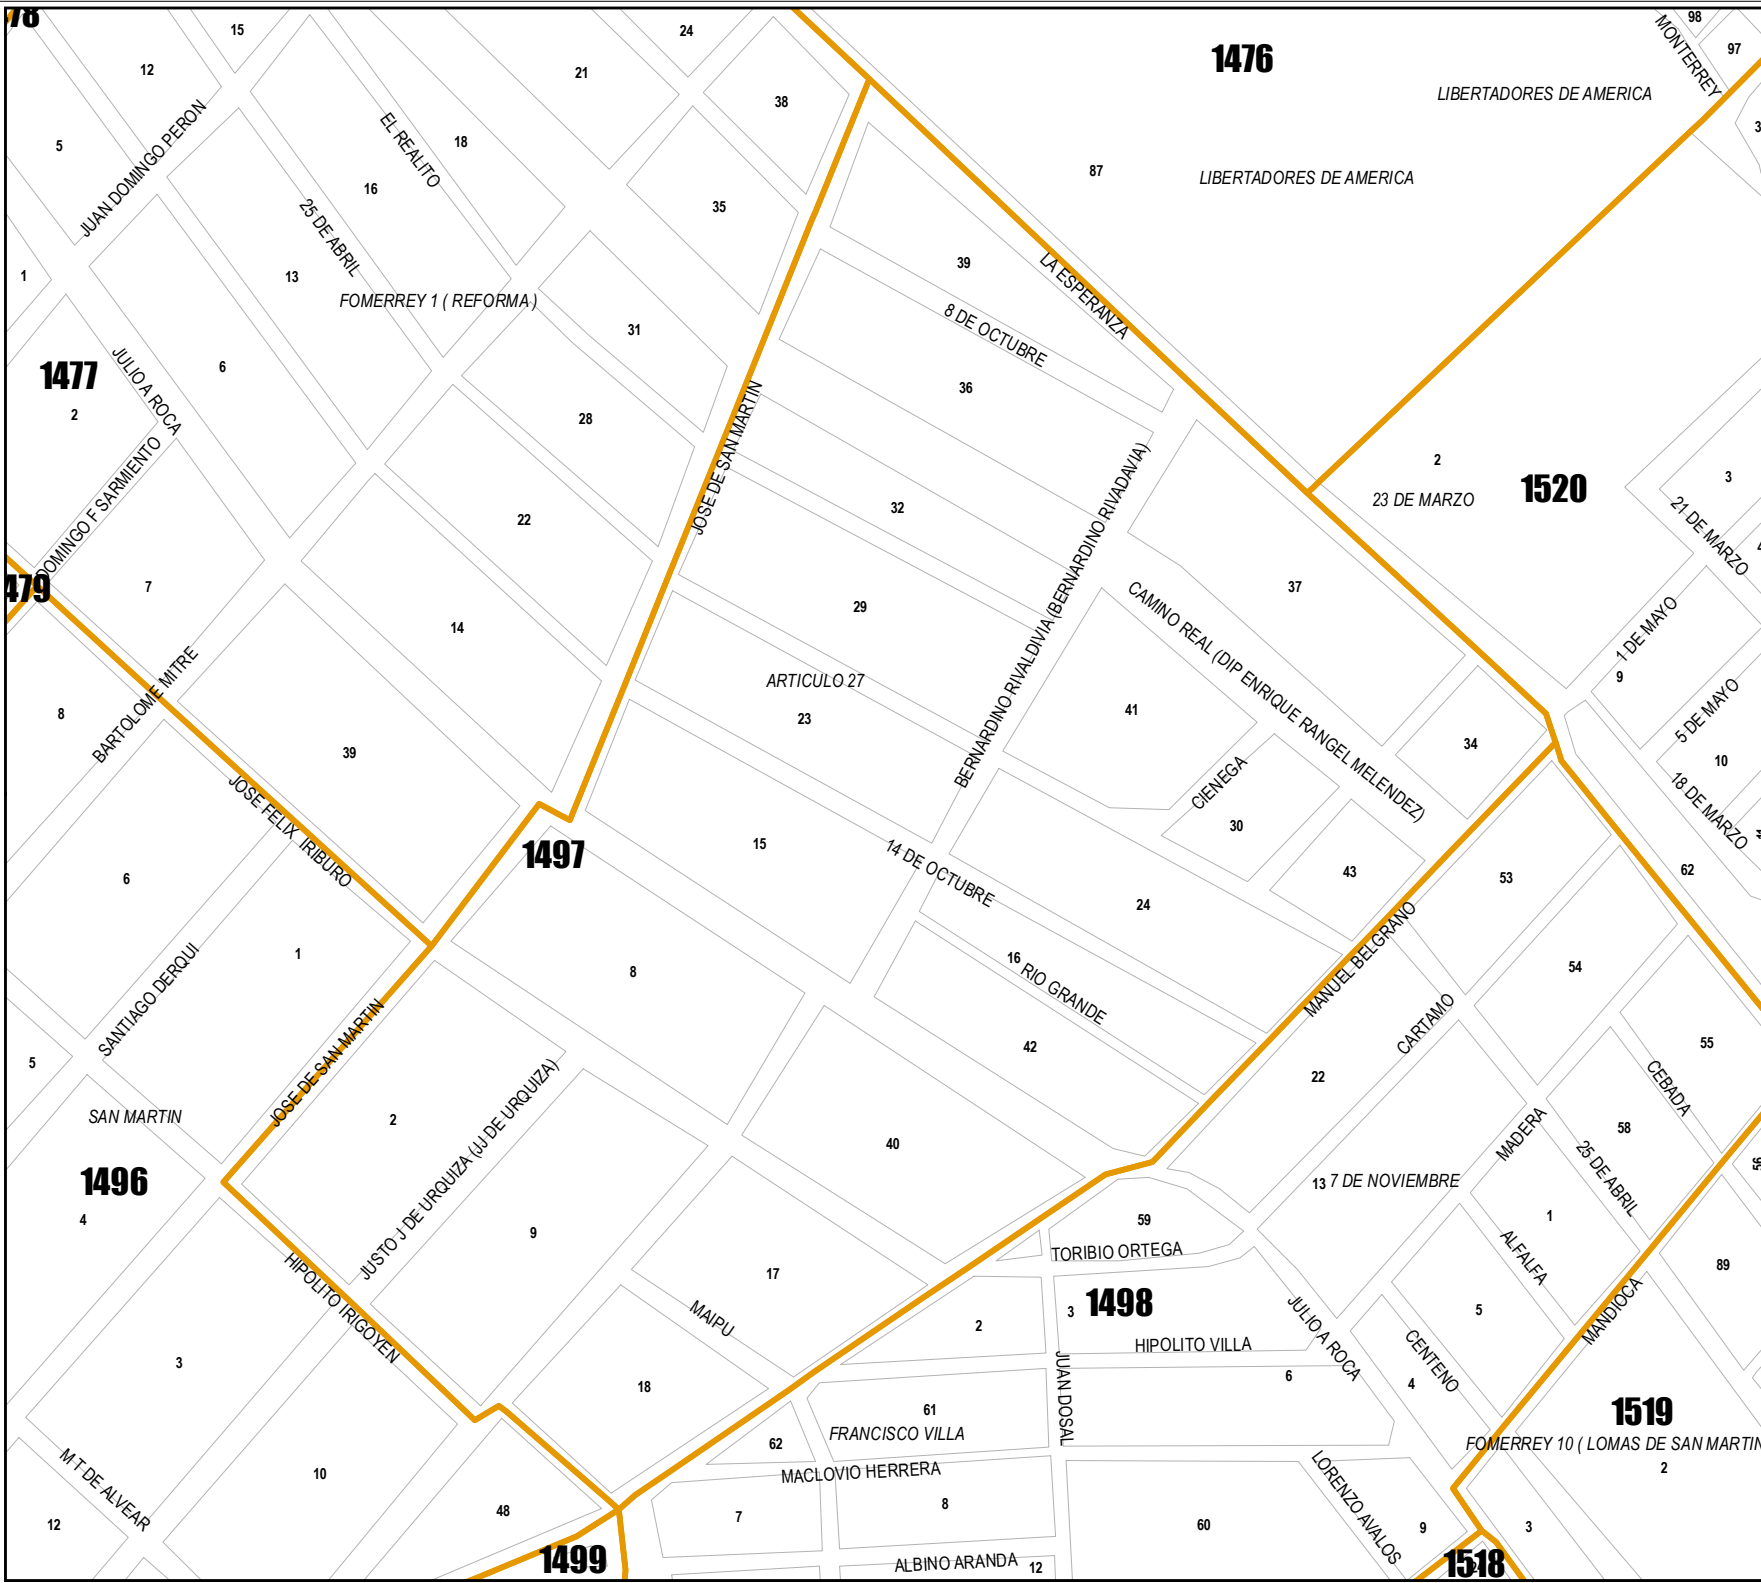 78
15
24
1476
98
97
MONTERREY
12
21
LIBERTADORES DE AMERICA
38
3
5
JUAN DOMINGO PERON
EL REALITO
18
87
LIBERTADORES DE AMERICA
16
35
25 DE ABRIL
1
13
FOMERREY 1 ( REFORMA )
39
LA ESPERANZA
8 DE OCTUBRE
31
1477
JULIO A ROCA
6
36
2
28
JOSE DE SAN MARTIN
2
23 DE MARZO
1520
3
21 DE MARZO
DOMINGO F SARMIENTO
22
32
BERNARDINO RIVALDIVIA (BERNARDINO RIVADAVIA)
479
7
29
37
CAMINO REAL (DIP ENRIQUE RANGEL MELENDEZ)
14
1 DE MAYO
9
BARTOLOME MITRE
ARTICULO 27
8
23
41
5 DE MAYO
39
34
10
18 DE MARZO
JOSE FELIX IRIBURO
CIENEGA
30
1497
15
14 DE OCTUBRE
43
53
62
6
24
MANUEL BELGRANO
1
8
16
RIO GRANDE
54
SANTIAGO DERQUI
JOSE DE SAN MARTIN
CARTAMO
5
42
55
22
CEBADA
SAN MARTIN
2
JUSTO J DE URQUIZA (JJ DE URQUIZA)
40
MADERA
58
25 DE ABRIL
56
1496
13
7 DE NOVIEMBRE
4
9
59
1
TORIBIO ORTEGA
ALFALFA
89
HIPOLITO IRIGOYEN
17
3
1498
5
MAIPU
2
JULIO A ROCA
MANDIOCA
HIPOLITO VILLA
CENTENO
3
JUAN DOSAL
6
4
18
61
1519
FRANCISCO VILLA
62
FOMERREY 10 ( LOMAS DE SAN MARTIN
MACLOVIO HERRERA
2
M T DE ALVEAR
10
LORENZO AVALOS
48
8
7
12
60
9
3
1499
ALBINO ARANDA
12
1518